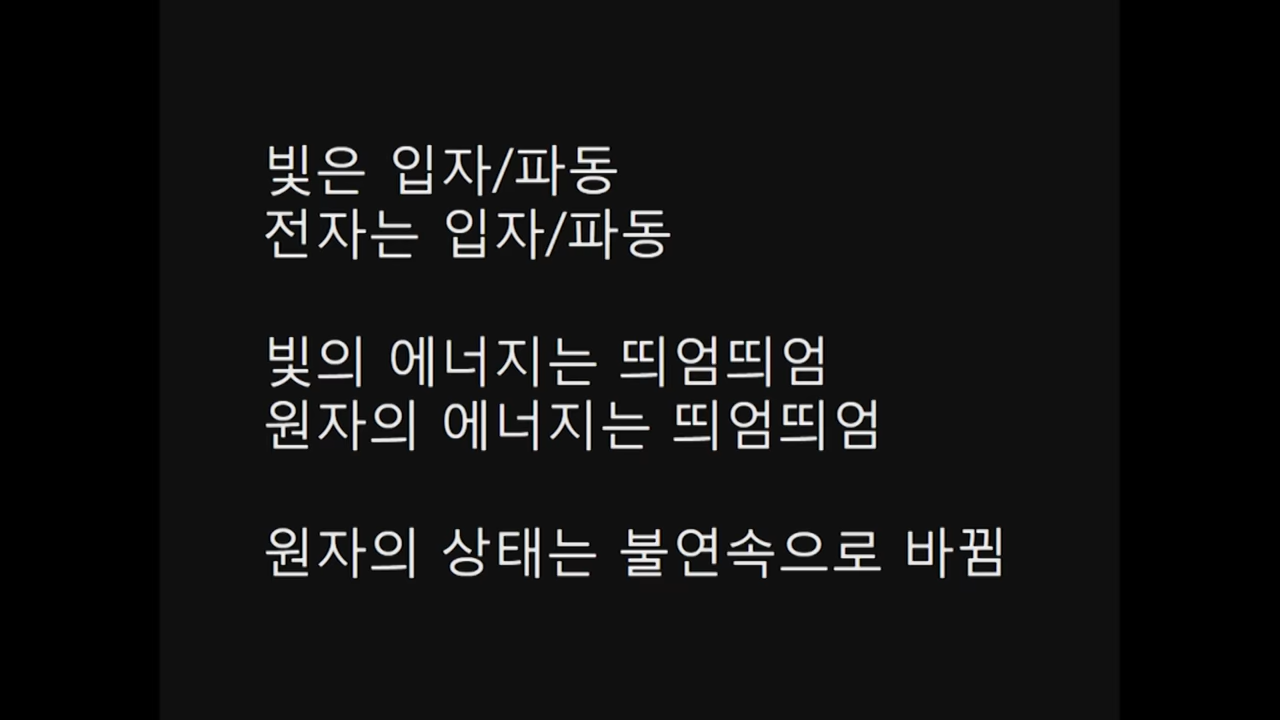 빛은 입자/파동
전자는 입자/파동
빛의 에너지는 띄엄띄엄
원자의 에너지는 띄엄띄엄
원자의 상태는 불연속으로 바뀜